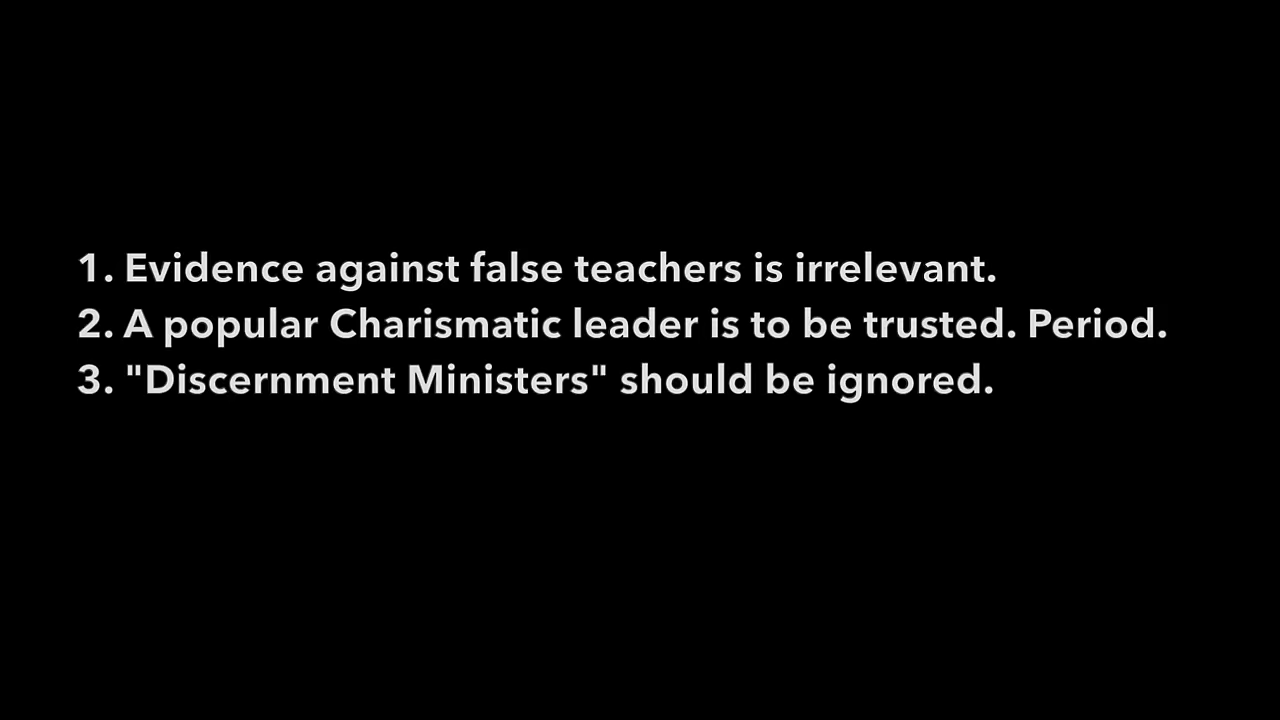 1. Evidence against false teachers is irrelevant.
2. A popular Charismatic leader is to be trusted. Period.
3. "Discernment Ministers" should be ignored.